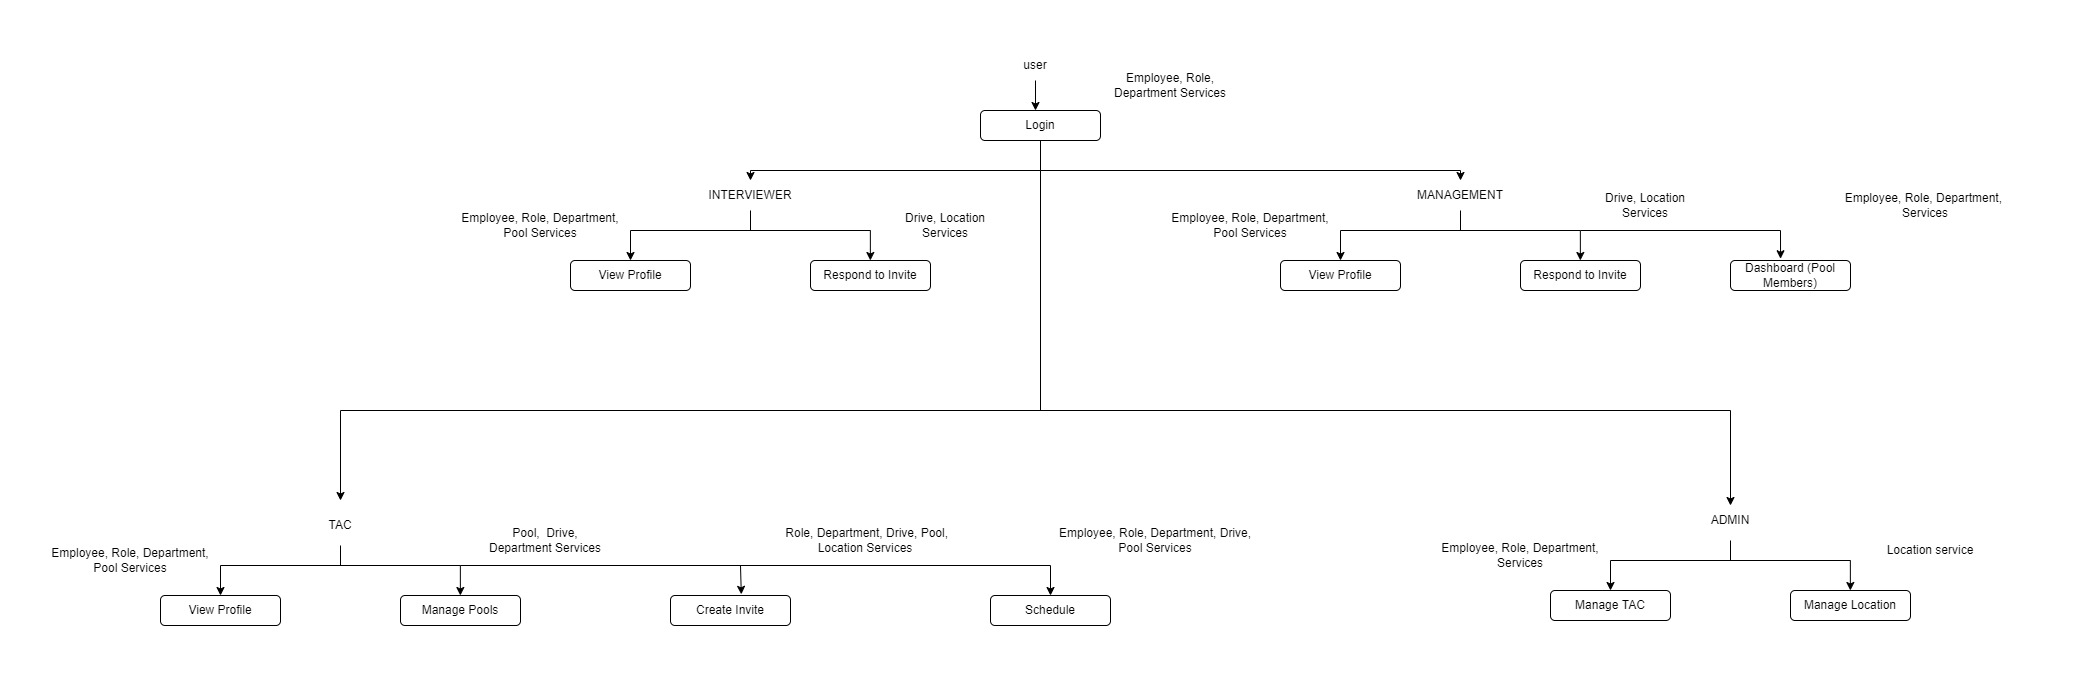 user
Employee, Role,
Department Services
Login
INTERVIEWER
MANAGEMENT
Employee, Role, Department,
Pool Services
Drive, Location
Services
Employee, Role, Department,
Pool Services
Drive, Location
Services
Employee, Role, Department,
Services
View Profile
Respond to Invite
View Profile
Respond to Invite
Dashboard (Pool
Members)
TAC
ADMIN
Employee, Role, Department,
Pool Services
Pool,  Drive,
Department Services
Role, Department, Drive, Pool,
Location Services
Employee, Role, Department, Drive,
Pool Services
Employee, Role, Department,
Services
Location service
View Profile
Manage Pools
Create Invite
Schedule
Manage TAC
Manage Location